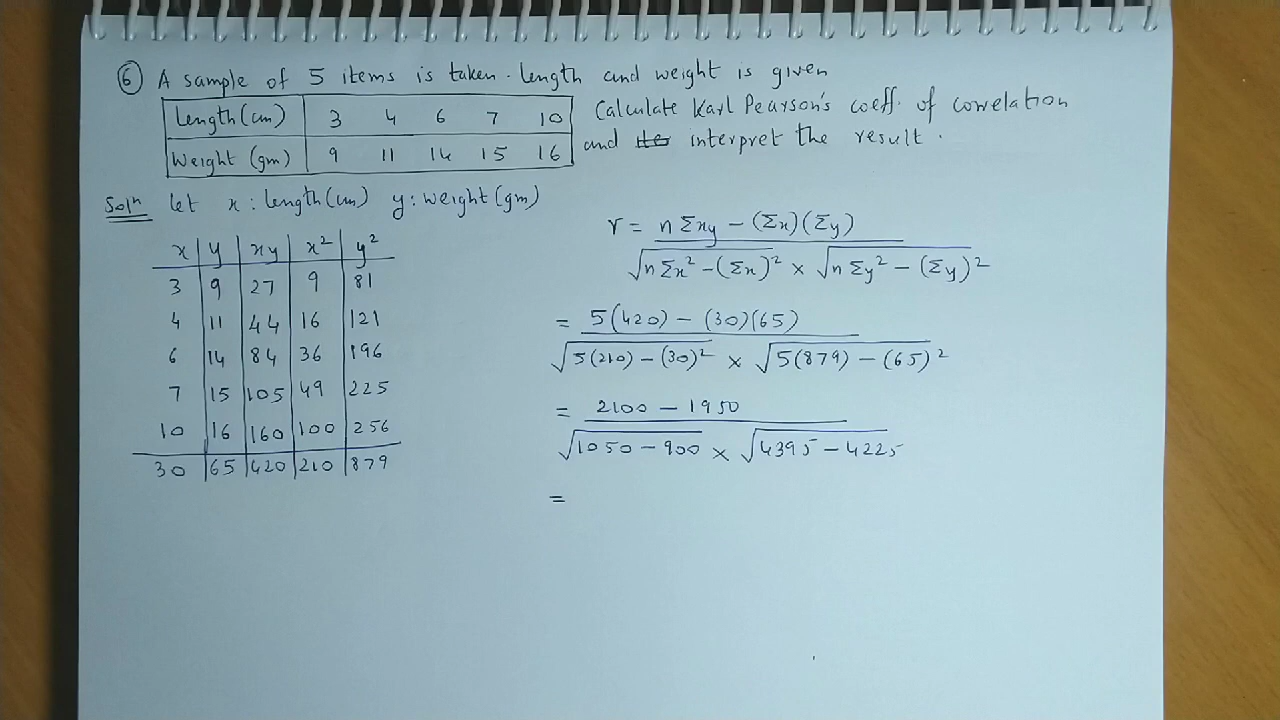 ⑥ A sample of 5 items is taken. length and weight is given
Length(cm) 3 4 6 7 10
Weight (gm) 9 11 14 15 16
Calculate Karl Pearson's coeff. of correlation
and interpret the result.
Solⁿ let x : length(cm) y : weight(gm)
x y xy x² y²
3 9 27 9 81
4 11 44 16 121
6 14 84 36 196
7 15 105 49 225
10 16 160 100 256
30 65 420 210 879
r = n Σxy − (Σx)(Σy)
√n Σx² − (Σx)² × √n Σy² − (Σy)²
= 5(420) − (30)(65)
√5(210) − (30)² × √5(879) − (65)²
= 2100 − 1950
√1050 − 900 × √4395 − 4225
=